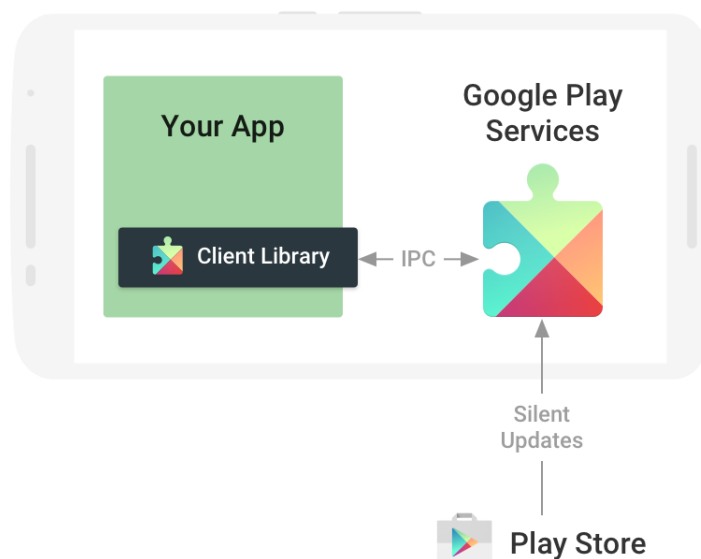 Your App
Google Play
Services
Client Library
IPC
Silent
Updates
Play Store